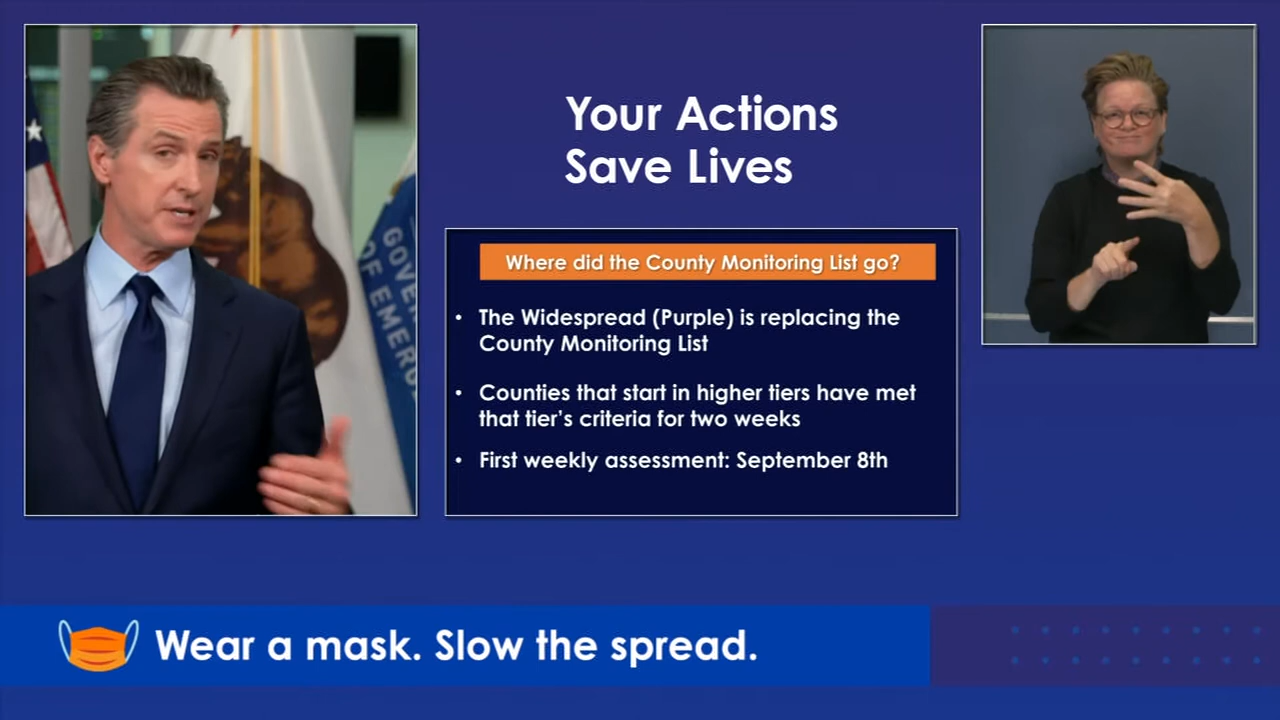 Your Actions
Save Lives
Where did the County Monitoring List go?
• The Widespread (Purple) is replacing the
County Monitoring List
• Counties that start in higher tiers have met
that tier's criteria for two weeks
• First weekly assessment: September 8th
Wear a mask. Slow the spread.